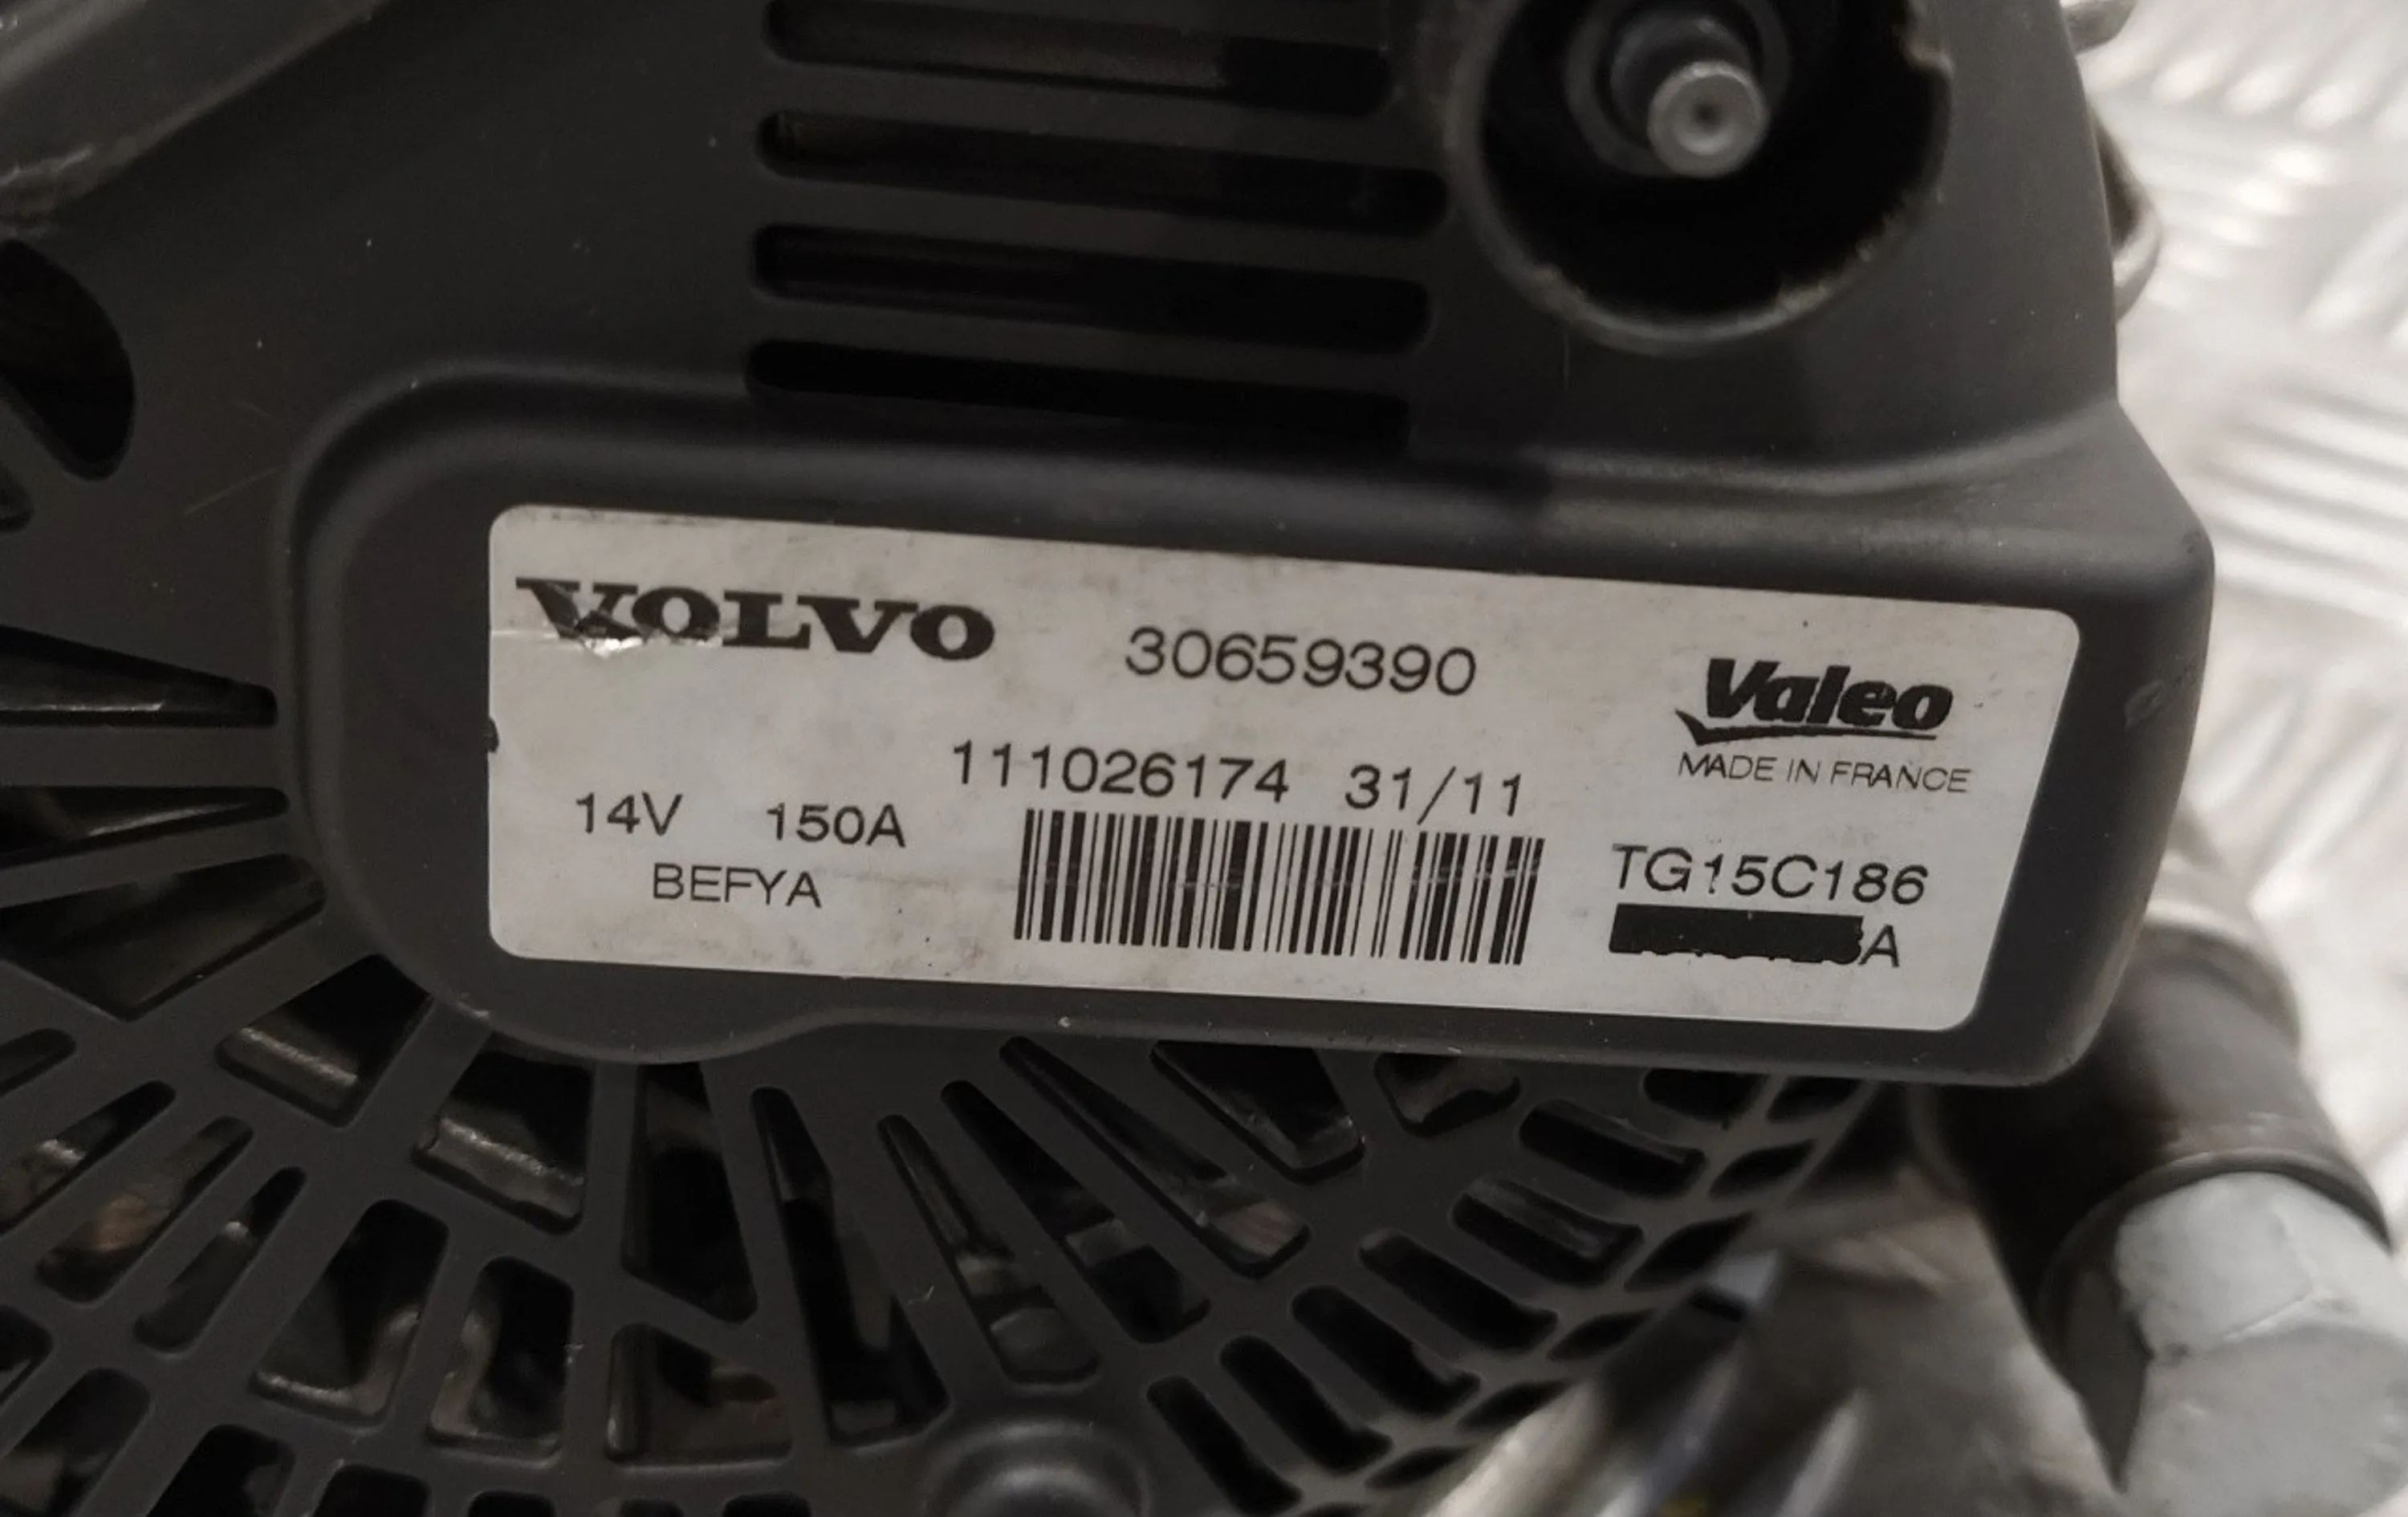 VOLVO 30659390
Valeo
MADE IN FRANCE
111026174 31/11
14V 150A
BEFYA
TG15C186